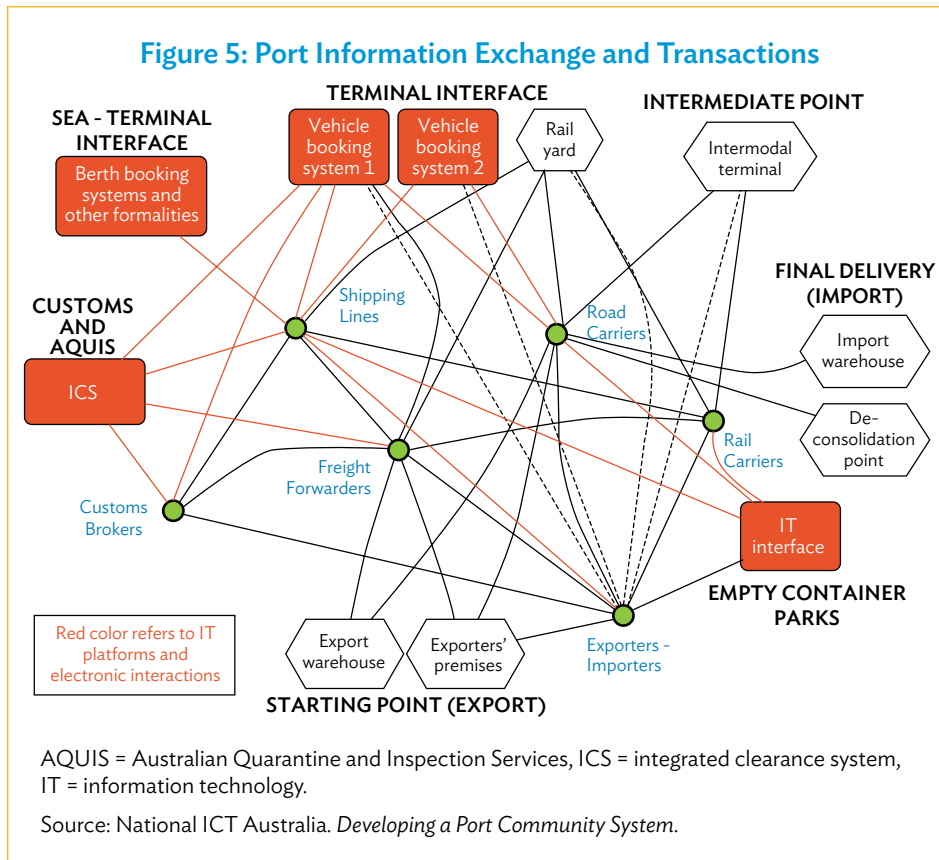 Figure 5: Port Information Exchange and Transactions
TERMINAL INTERFACE
INTERMEDIATE POINT
SEA - TERMINAL
INTERFACE
Vehicle
booking
system 1
Vehicle
booking
system 2
Rail
yard
Intermodal
terminal
Berth booking
systems and
other formalities
FINAL DELIVERY
(IMPORT)
Shipping
Lines
Road
Carriers
CUSTOMS
AND
AQUIS
Import
warehouse
ICS
De-
consolidation
point
Rail
Carriers
Freight
Forwarders
Customs
Brokers
IT
interface
EMPTY CONTAINER
PARKS
Red color refers to IT
platforms and
electronic interactions
Export
warehouse
Exporters'
premises
Exporters -
Importers
STARTING POINT (EXPORT)
AQUIS = Australian Quarantine and Inspection Services, ICS = integrated clearance system,
IT = information technology.
Source: National ICT Australia. Developing a Port Community System.